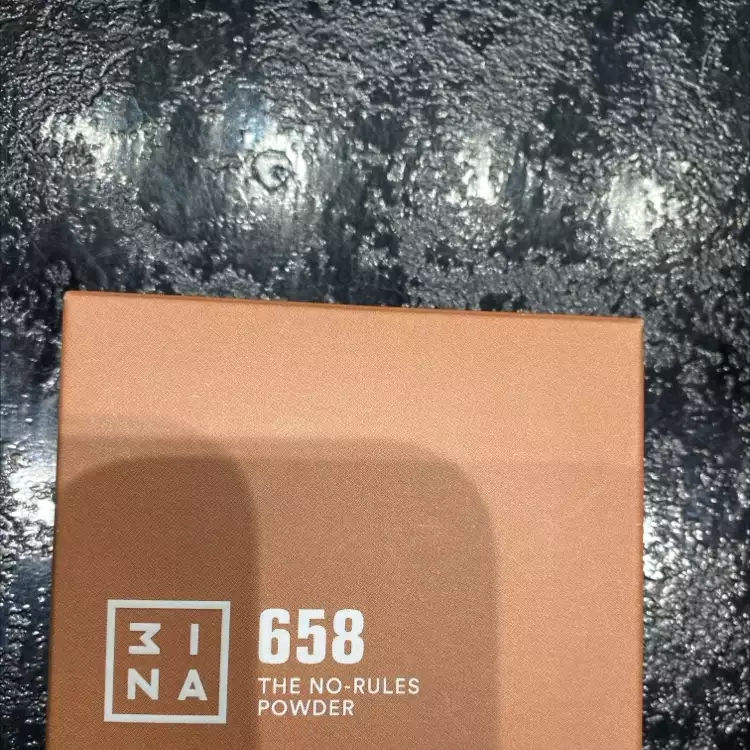 3INA
658
THE NO-RULES
POWDER